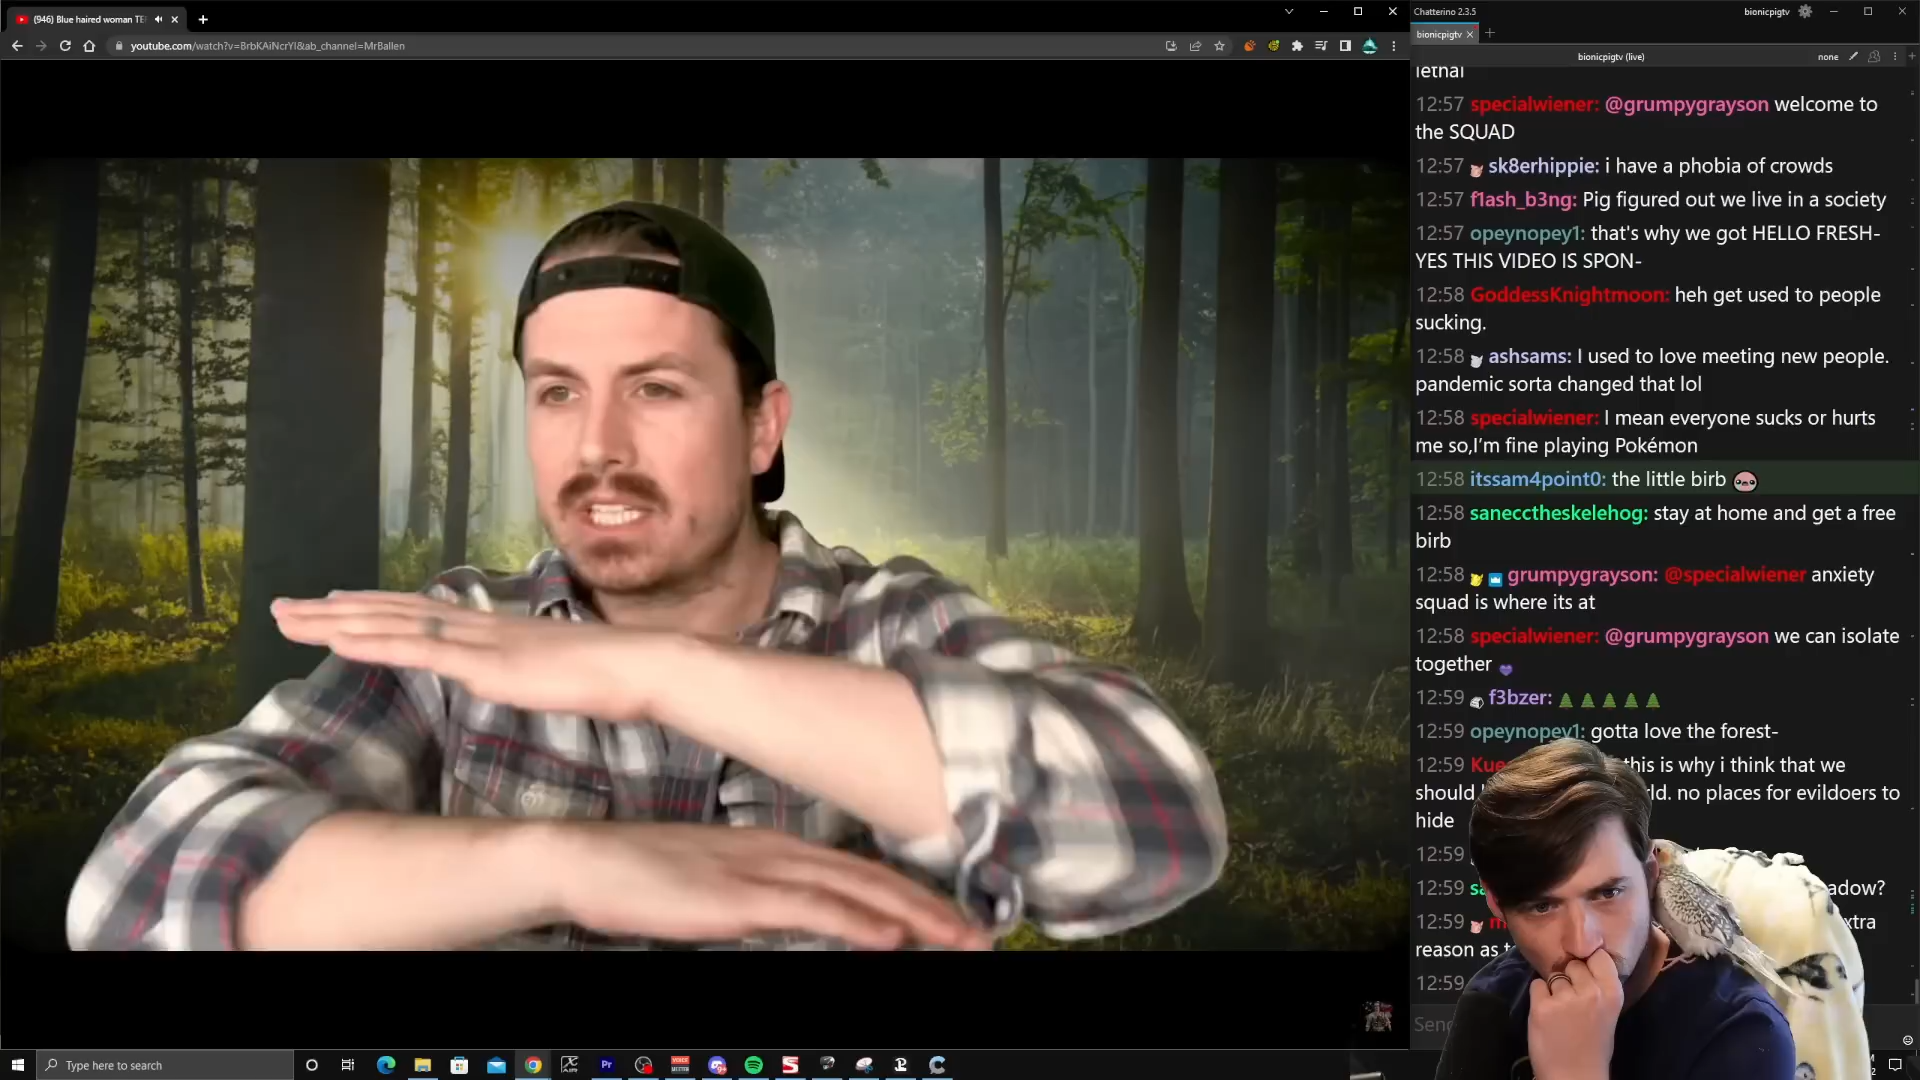 (946) Blue haired woman TE
youtube.com/watch?v=BrbKAiNcrYI&ab_channel=MrBallen
Chatterino 2.3.5
bionicpigtv
bionicpigtv
bionicpigtv (live)
none
lethal
12:57 specialwiener: @grumpygrayson welcome to
the SQUAD
12:57 sk8erhippie: i have a phobia of crowds
12:57 f1ash_b3ng: Pig figured out we live in a society
12:57 opeynopey1: that's why we got HELLO FRESH-
YES THIS VIDEO IS SPON-
12:58 GoddessKnightmoon: heh get used to people
sucking.
12:58 ashsams: I used to love meeting new people.
pandemic sorta changed that lol
12:58 specialwiener: I mean everyone sucks or hurts
me so,I'm fine playing Pokémon
12:58 itssam4point0: the little birb
12:58 sanecctheskelehog: stay at home and get a free
birb
12:58 grumpygrayson: @specialwiener anxiety
squad is where its at
12:58 specialwiener: @grumpygrayson we can isolate
together
12:59 f3bzer:
12:59 opeynopey1: gotta love the forest-
12:59 this is why i think that we
should no places for evildoers to
hide
12:59
12:59
12:59
reason as
12:59
Type here to search
Pr